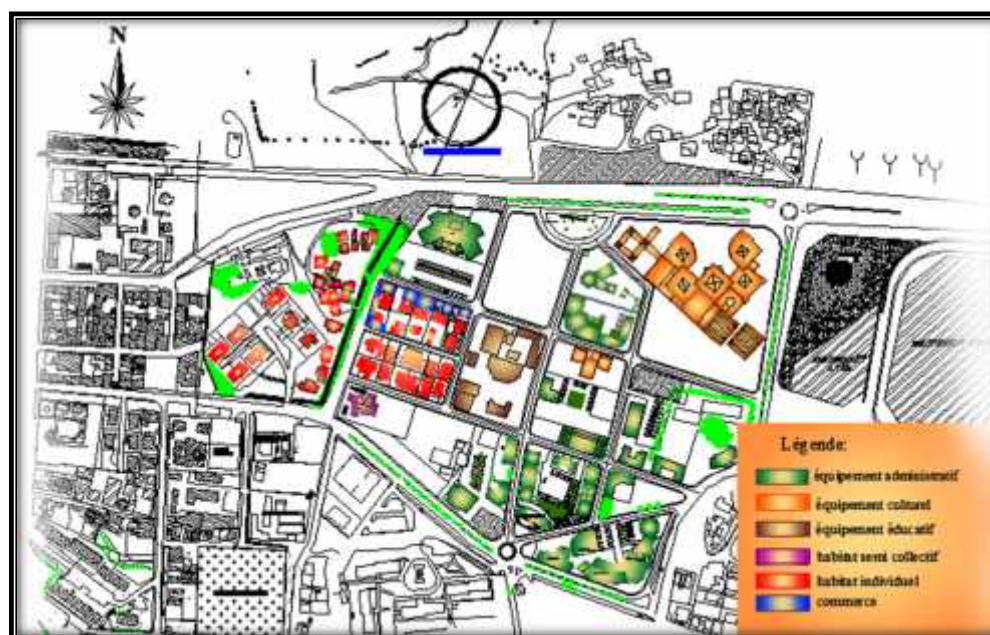 N
Légende:
équipement administratif
équipement culturel
équipement éducatif
habitat semi collectif
habitat individuel
commerce